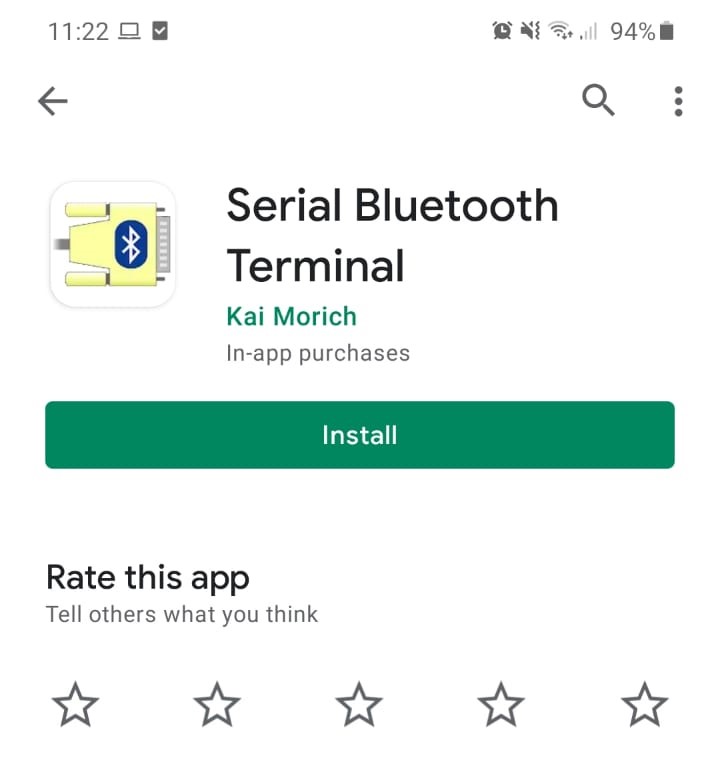 11:22 94%
Serial Bluetooth
Terminal
Kai Morich
In-app purchases
Install
Rate this app
Tell others what you think